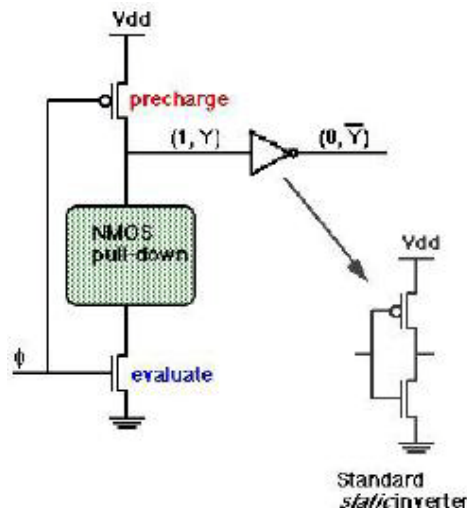 Vdd
precharge
(1, Y)
(0, Y̅)
NMOS
pull-down
Vdd
ϕ
evaluate
Standard
static inverter